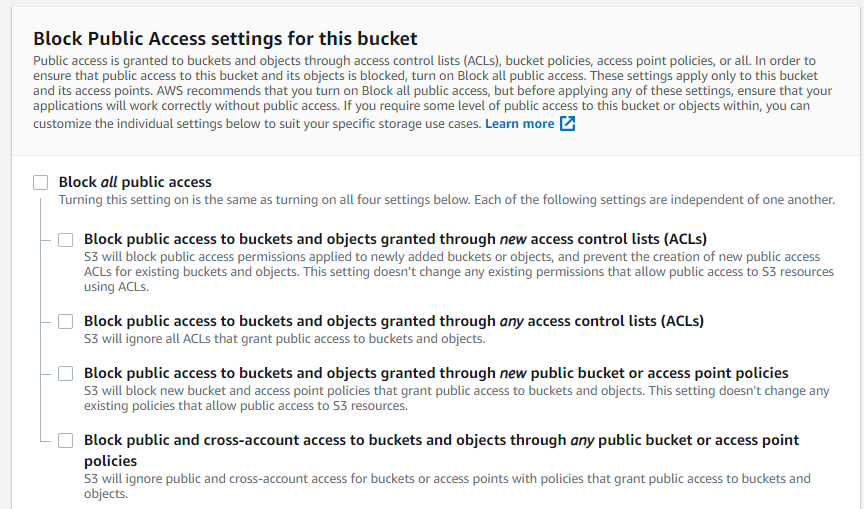 Block Public Access settings for this bucket
Public access is granted to buckets and objects through access control lists (ACLs), bucket policies, access point policies, or all. In order to
ensure that public access to this bucket and its objects is blocked, turn on Block all public access. These settings apply only to this bucket
and its access points. AWS recommends that you turn on Block all public access, but before applying any of these settings, ensure that your
applications will work correctly without public access. If you require some level of public access to this bucket or objects within, you can
customize the individual settings below to suit your specific storage use cases. Learn more
Block all public access
Turning this setting on is the same as turning on all four settings below. Each of the following settings are independent of one another.
Block public access to buckets and objects granted through new access control lists (ACLs)
S3 will block public access permissions applied to newly added buckets or objects, and prevent the creation of new public access
ACLs for existing buckets and objects. This setting doesn't change any existing permissions that allow public access to S3 resources
using ACLs.
Block public access to buckets and objects granted through any access control lists (ACLs)
S3 will ignore all ACLs that grant public access to buckets and objects.
Block public access to buckets and objects granted through new public bucket or access point policies
S3 will block new bucket and access point policies that grant public access to buckets and objects. This setting doesn't change any
existing policies that allow public access to S3 resources.
Block public and cross-account access to buckets and objects through any public bucket or access point
policies
S3 will ignore public and cross-account access for buckets or access points with policies that grant public access to buckets and
objects.